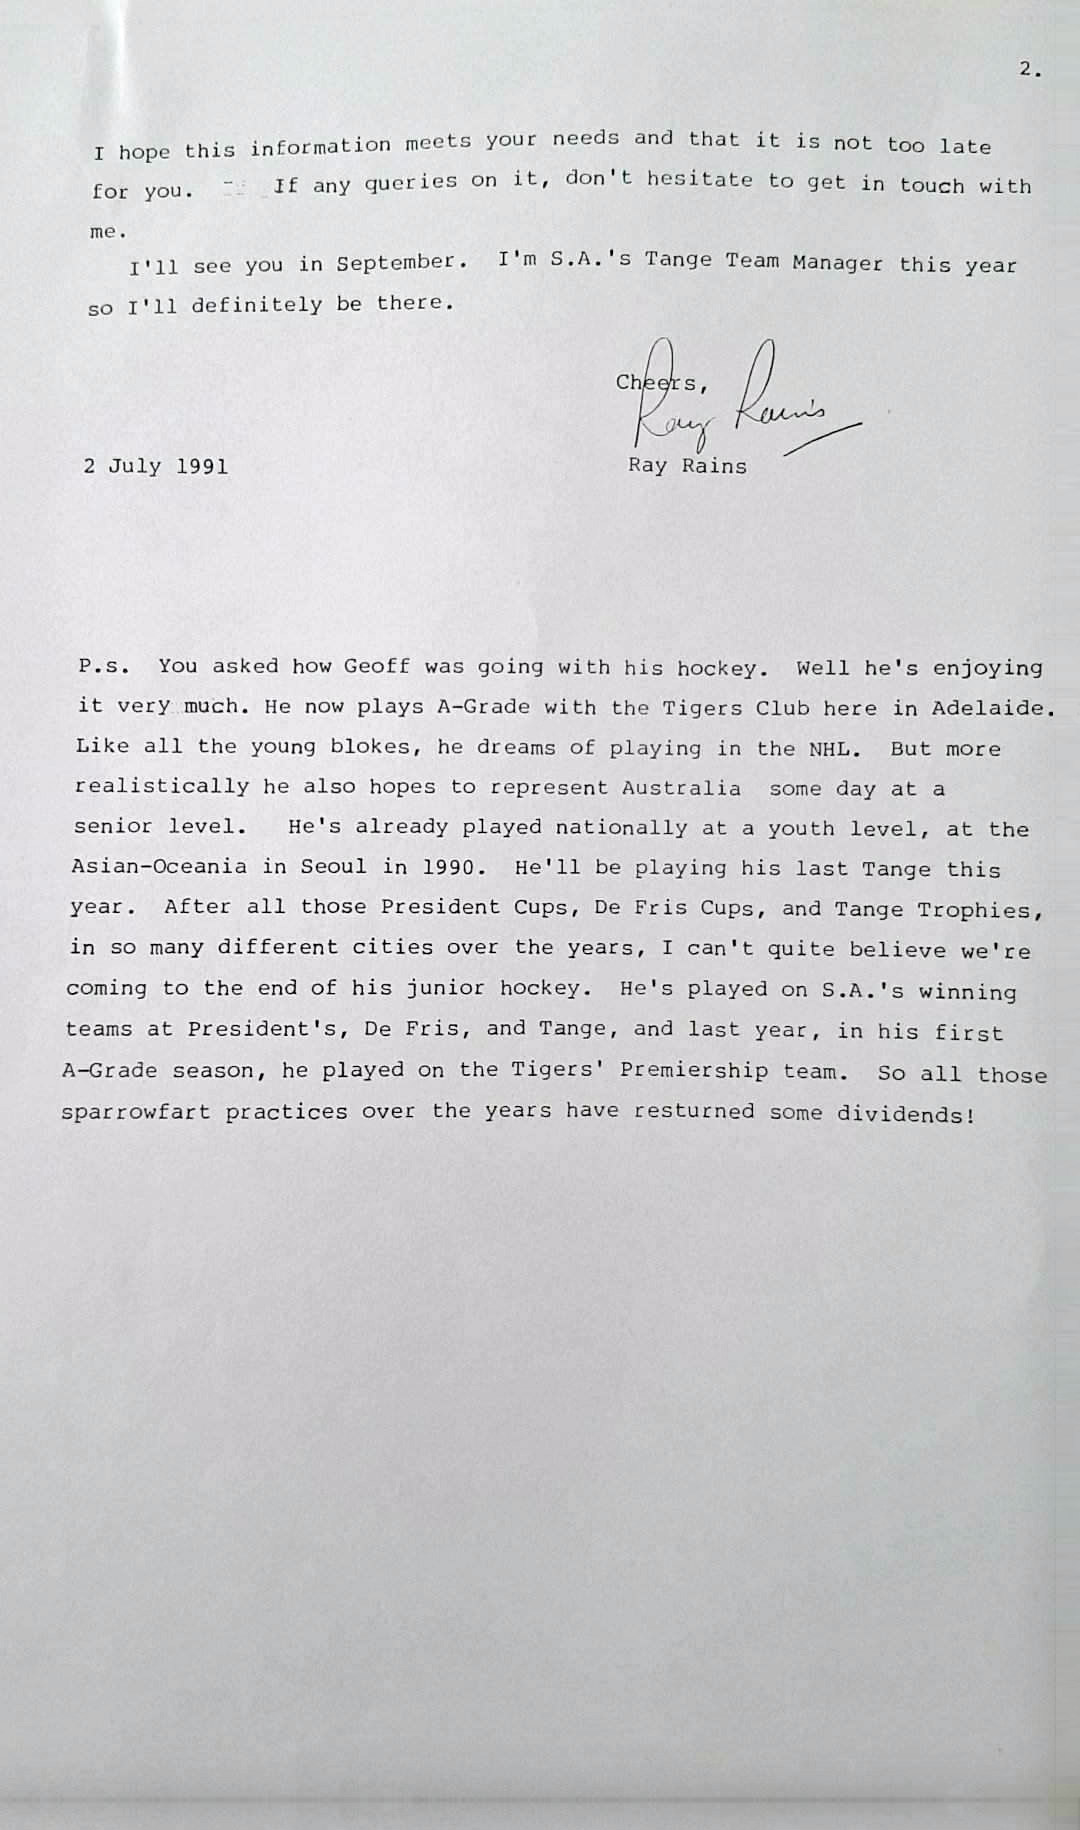 2.
I hope this information meets your needs and that it is not too late
for you. If any queries on it, don't hesitate to get in touch with
me.
I'll see you in September. I'm S.A.'s Tange Team Manager this year
so I'll definitely be there.
Cheers,
Ray Rains
2 July 1991 Ray Rains
P.s. You asked how Geoff was going with his hockey. Well he's enjoying
it very much. He now plays A-Grade with the Tigers Club here in Adelaide.
Like all the young blokes, he dreams of playing in the NHL. But more
realistically he also hopes to represent Australia some day at a
senior level. He's already played nationally at a youth level, at the
Asian-Oceania in Seoul in 1990. He'll be playing his last Tange this
year. After all those President Cups, De Fris Cups, and Tange Trophies,
in so many different cities over the years, I can't quite believe we're
coming to the end of his junior hockey. He's played on S.A.'s winning
teams at President's, De Fris, and Tange, and last year, in his first
A-Grade season, he played on the Tigers' Premiership team. So all those
sparrowfart practices over the years have resturned some dividends!